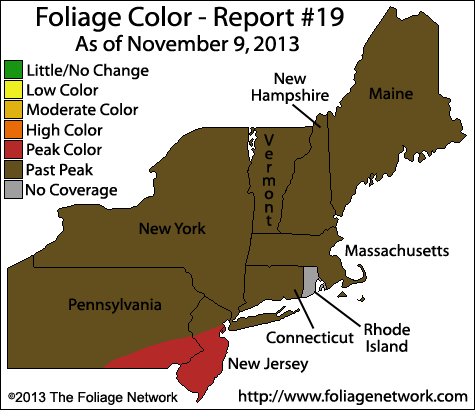 Foliage Color - Report #19
As of November 9, 2013
Little/No Change
Low Color
Moderate Color
High Color
Peak Color
Past Peak
No Coverage
New
Hampshire
Maine
Vermont
New York
Massachusetts
Pennsylvania
Connecticut
Rhode
Island
New Jersey
©2013 The Foliage Network
http://www.foliagenetwork.com